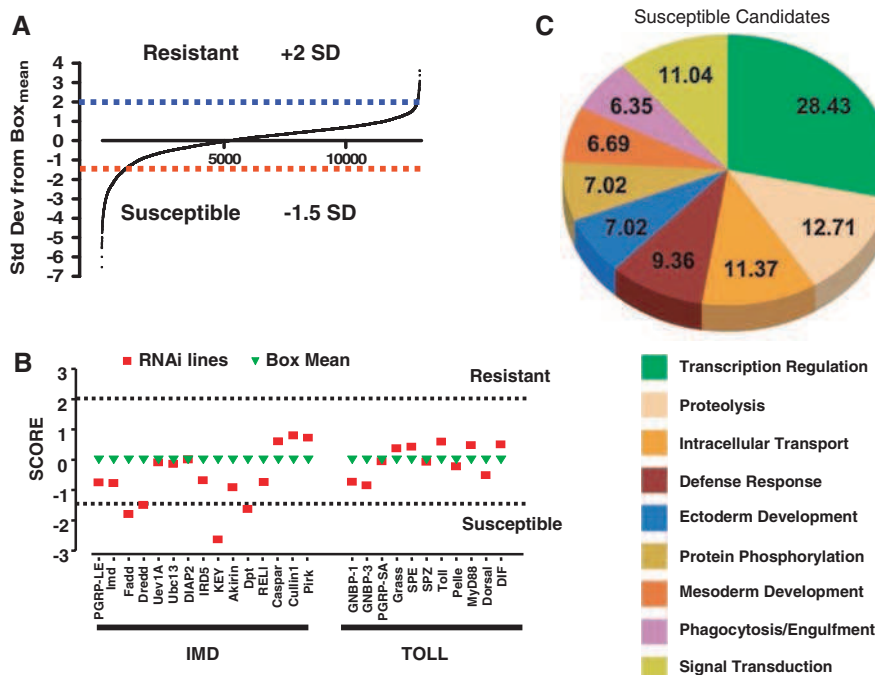 A
Resistant +2 SD
Std Dev from Box mean
4
3
2
1
0
-1
-2
-3
-4
-5
-6
-7
5000
10000
Susceptible -1.5 SD
C
Susceptible Candidates
28.43
12.71
11.37
9.36
7.02
7.02
6.69
6.35
11.04
Transcription Regulation
Proteolysis
Intracellular Transport
Defense Response
Ectoderm Development
Protein Phosphorylation
Mesoderm Development
Phagocytosis/Engulfment
Signal Transduction
B
RNAi lines
Box Mean
SCORE
3
2
1
0
-1
-2
-3
Resistant
Susceptible
PGRP-LE
Imd
Fadd
Dredd
Uev1A
Ubc13
DIAP2
IRD5
KEY
Akirin
Dpt
RELI
Caspar
Cullin1
Pirk
GNBP-1
GNBP-3
PGRP-SA
Grass
SPE
SPZ
Toll
Pelle
MyD88
Dorsal
DIF
IMD
TOLL